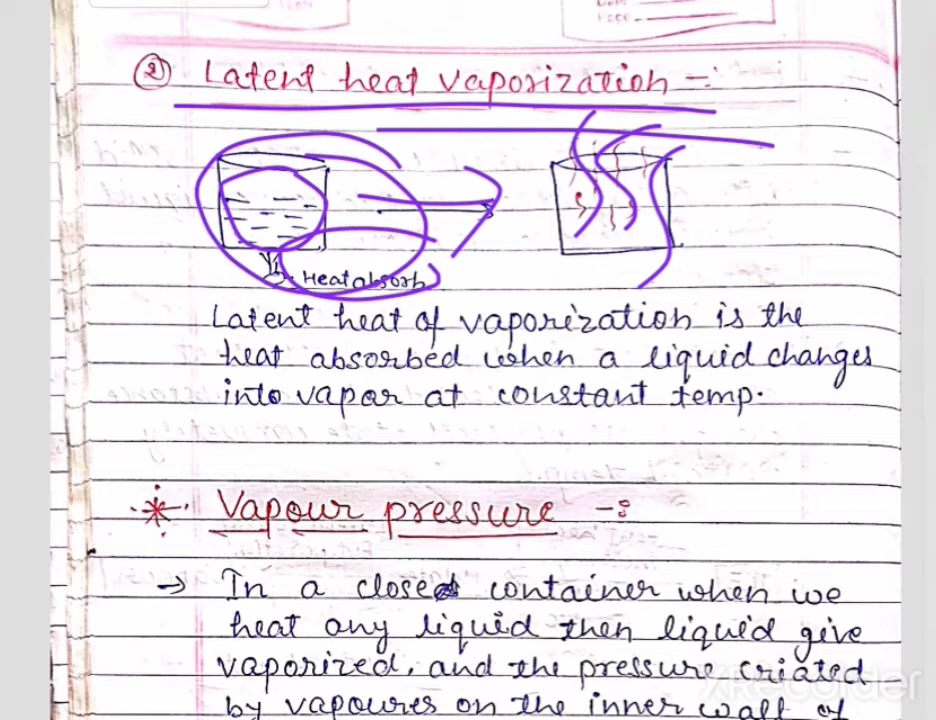 ② Latent heat vaporization -:
Heat absorb
Latent heat of vaporization is the
heat absorbed when a liquid changes
into vapor at constant temp.
* Vapour pressure -:
→ In a closed container when we
heat any liquid then liquid give
vaporized, and the pressure criated
by vapoures on the inner wall of
XRecorder